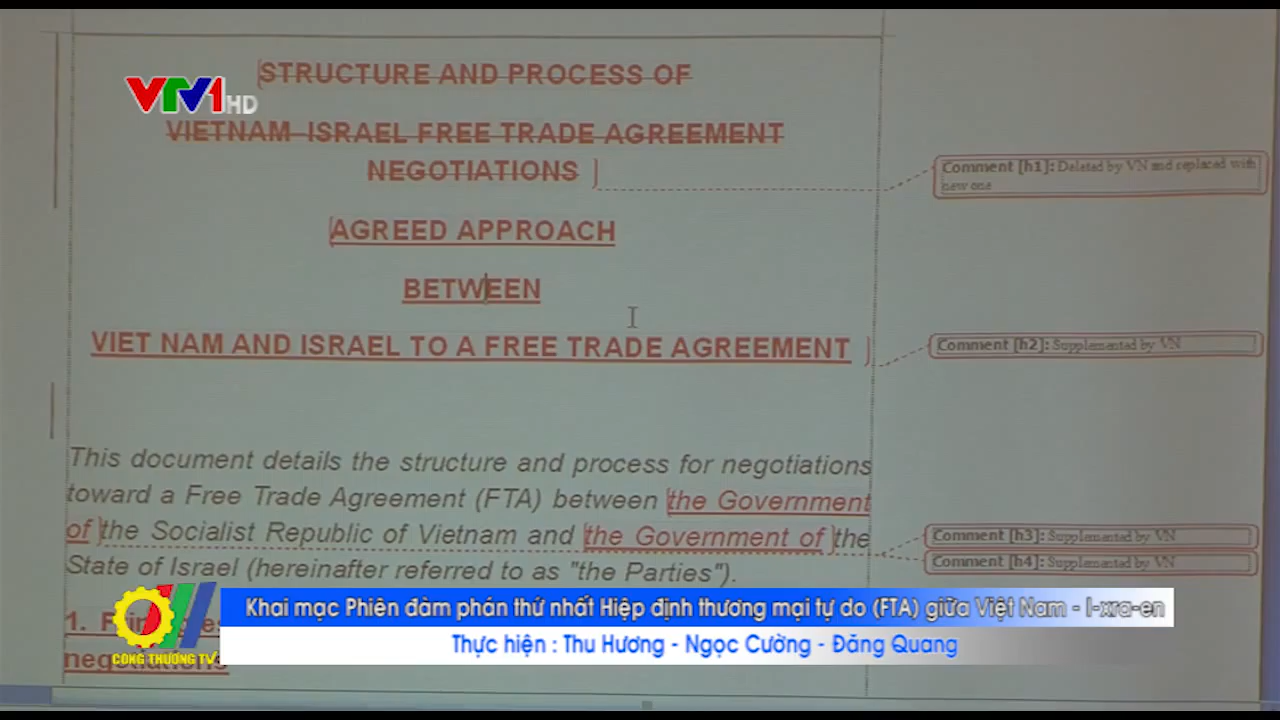 STRUCTURE AND PROCESS OF
VTV1 HD
VIETNAM ISRAEL FREE TRADE AGREEMENT
NEGOTIATIONS
Comment [h1]: Deleted by VN and replaced with
new one
AGREED APPROACH
BETWEEN
VIET NAM AND ISRAEL TO A FREE TRADE AGREEMENT
Comment [h2]: Supplemented by VN
This document details the structure and process for negotiations
toward a Free Trade Agreement (FTA) between the Government
of the Socialist Republic of Vietnam and the Government of the
Comment [h3]: Supplemented by VN
State of Israel (hereinafter referred to as "the Parties").
Comment [h4]: Supplemented by VN
Khai mạc Phiên đàm phán thứ nhất Hiệp định thương mại tự do (FTA) giữa Việt Nam - I-xra-en
1.
Thực hiện : Thu Hương - Ngọc Cường - Đăng Quang
CÔNG THƯƠNG TV
negotiations